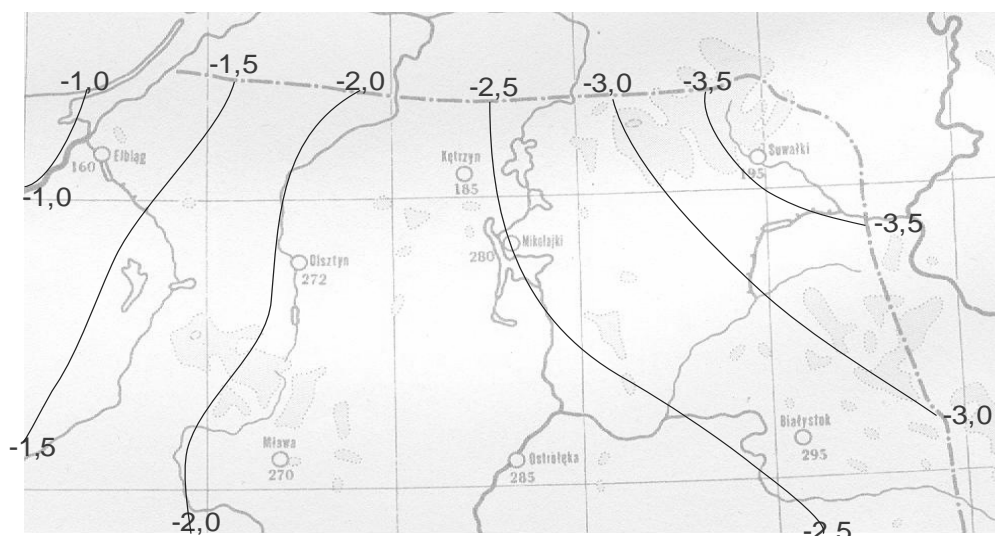 -1,0
-1,5
-2,0
-2,5
-3,0
-3,5
Elbląg
160
Kętrzyn
185
Suwałki
195
-1,0
-3,5
Mikołajki
280
Olsztyn
272
-3,0
Białystok
295
Mława
270
Ostrołęka
285
-1,5
-2,0
-2,5